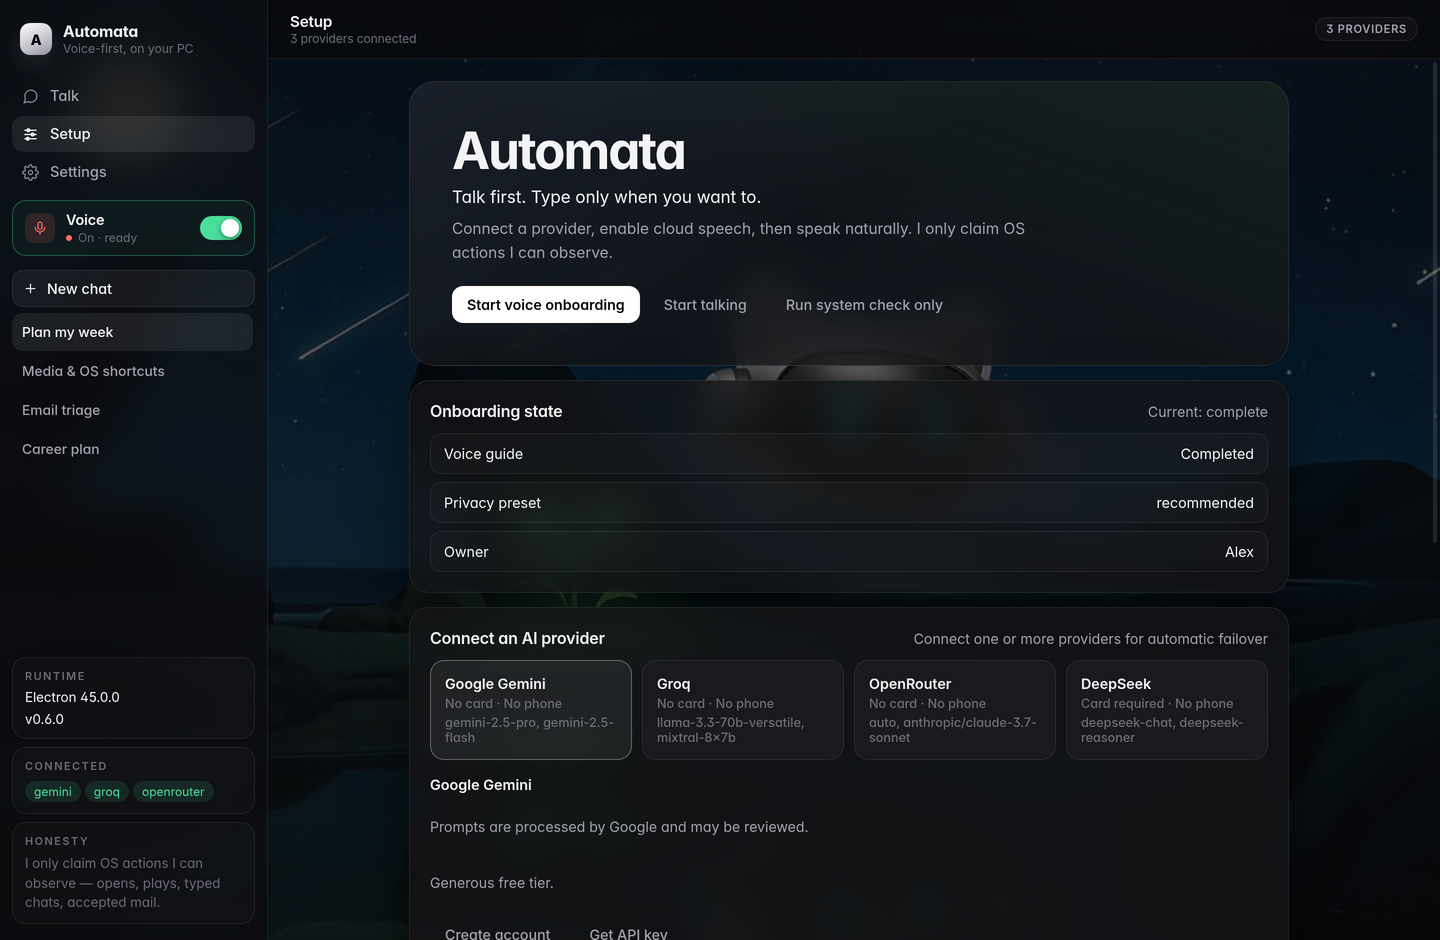 A
Automata
Voice-first, on your PC
Talk
Setup
Settings
Voice
On · ready
+ New chat
Plan my week
Media & OS shortcuts
Email triage
Career plan
RUNTIME
Electron 45.0.0
v0.6.0
CONNECTED
gemini groq openrouter
HONESTY
I only claim OS actions I can
observe — opens, plays, typed
chats, accepted mail.
Setup
3 providers connected
3 PROVIDERS
Automata
Talk first. Type only when you want to.
Connect a provider, enable cloud speech, then speak naturally. I only claim OS
actions I can observe.
Start voice onboarding Start talking Run system check only
Onboarding state Current: complete
Voice guide Completed
Privacy preset recommended
Owner Alex
Connect an AI provider Connect one or more providers for automatic failover
Google Gemini
No card · No phone
gemini-2.5-pro, gemini-2.5-
flash
Groq
No card · No phone
llama-3.3-70b-versatile,
mixtral-8×7b
OpenRouter
No card · No phone
auto, anthropic/claude-3.7-
sonnet
DeepSeek
Card required · No phone
deepseek-chat, deepseek-
reasoner
Google Gemini
Prompts are processed by Google and may be reviewed.
Generous free tier.
Create account Get API key